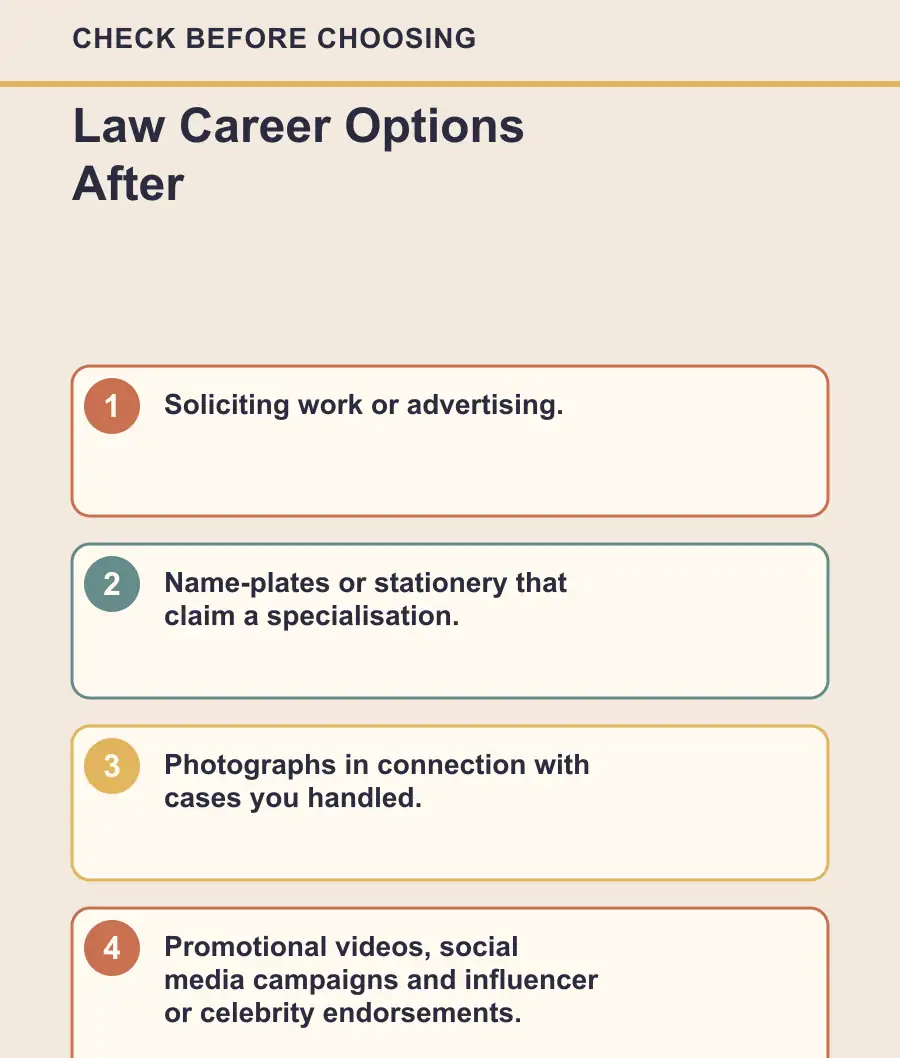 CHECK BEFORE CHOOSING
Law Career Options
After
1
Soliciting work or advertising.
2
Name-plates or stationery that
claim a specialisation.
3
Photographs in connection with
cases you handled.
4
Promotional videos, social
media campaigns and influencer
or celebrity endorsements.